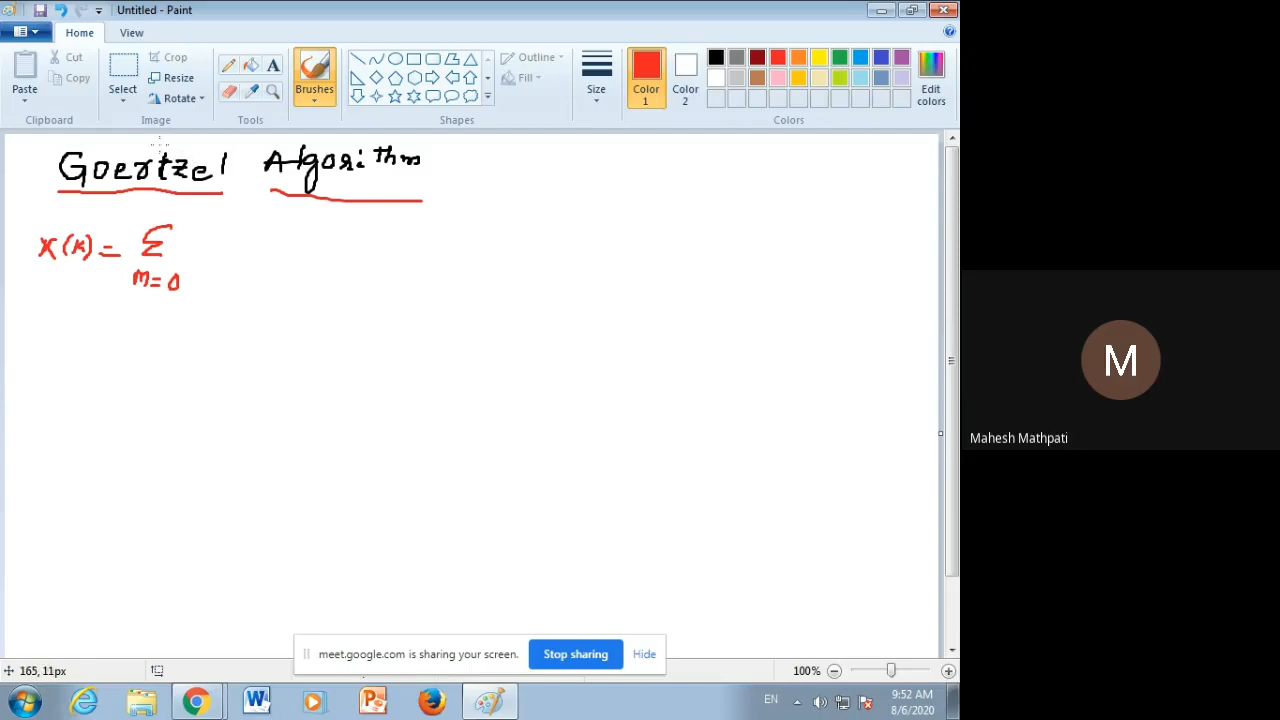 Untitled - Paint
Home View
Paste
Cut
Copy
Clipboard
Select
Crop
Resize
Rotate
Image
A
Tools
Brushes
Outline
Fill
Shapes
Size
Color 1
Color 2
Edit colors
Colors
Goertzel Algorithm
X(K) = Σ
m=0
M
Mahesh Mathpati
meet.google.com is sharing your screen. Stop sharing Hide
165, 11px
100%
EN
9:52 AM
8/6/2020